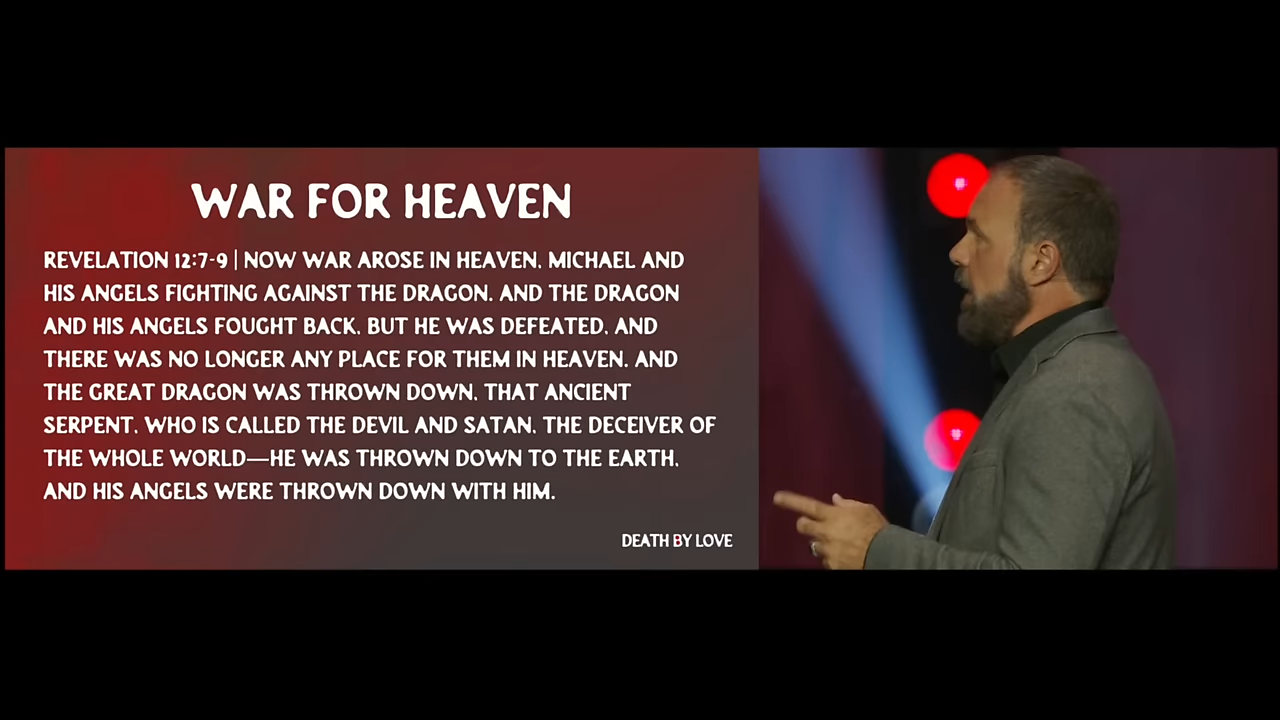 WAR FOR HEAVEN
REVELATION 12:7-9 | NOW WAR AROSE IN HEAVEN, MICHAEL AND
HIS ANGELS FIGHTING AGAINST THE DRAGON. AND THE DRAGON
AND HIS ANGELS FOUGHT BACK, BUT HE WAS DEFEATED, AND
THERE WAS NO LONGER ANY PLACE FOR THEM IN HEAVEN. AND
THE GREAT DRAGON WAS THROWN DOWN, THAT ANCIENT
SERPENT, WHO IS CALLED THE DEVIL AND SATAN, THE DECEIVER OF
THE WHOLE WORLD—HE WAS THROWN DOWN TO THE EARTH,
AND HIS ANGELS WERE THROWN DOWN WITH HIM.
DEATH BY LOVE